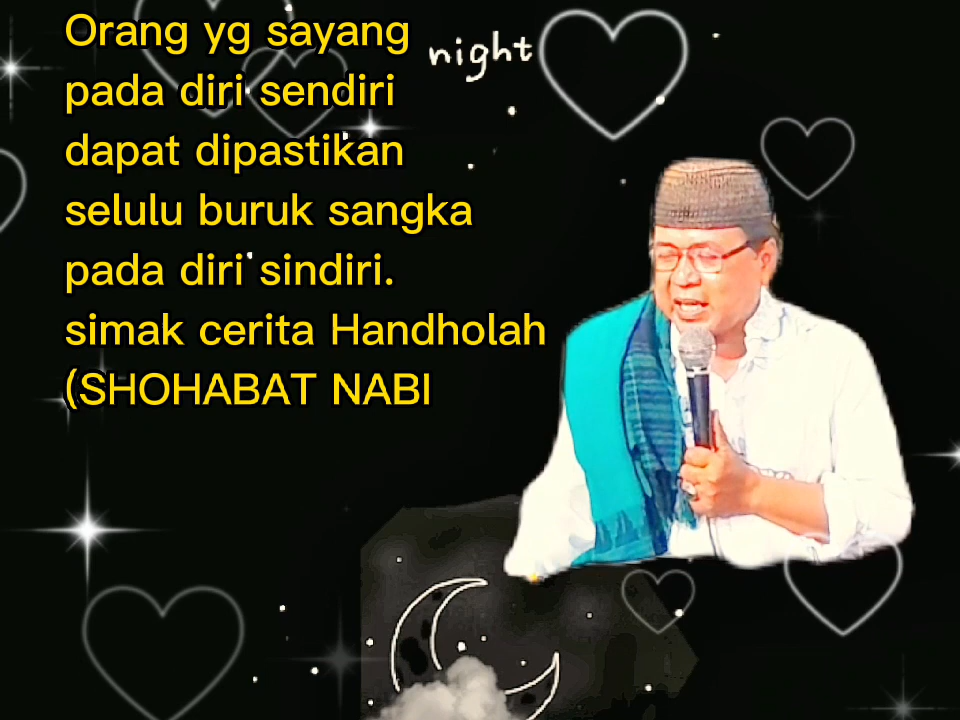 Orang yg sayang
night
pada diri sendiri
dapat dipastikan
selulu buruk sangka
pada diri sindiri.
simak cerita Handholah
(SHOHABAT NABI